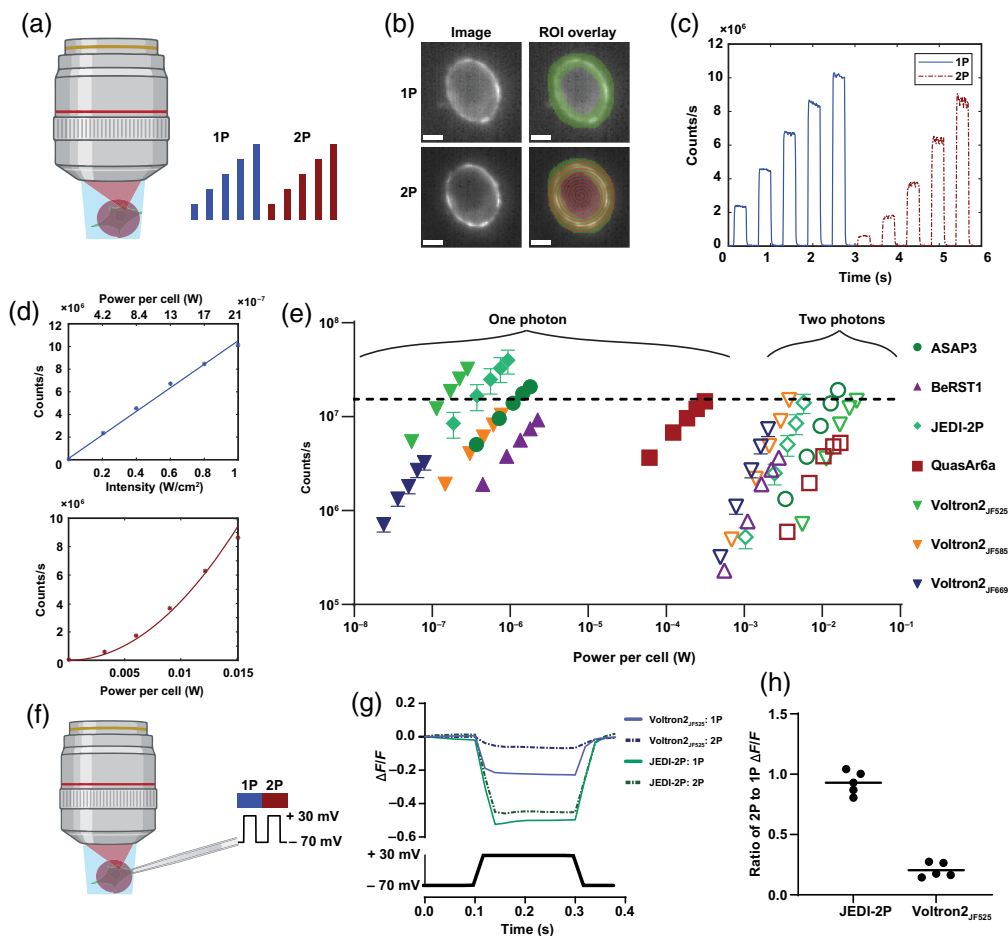 (a)
1P 2P
(b)
Image ROI overlay
1P
2P
(c)
×10⁶
12
10
8
6
4
2
0
Counts/s
0 1 2 3 4 5 6
Time (s)
1P
2P
(d)
Power per cell (W)
×10⁶ ×10⁻⁷
4.2 8.4 13 17 21
12
10
8
6
4
2
0
Counts/s
0.2 0.4 0.6 0.8 1
Intensity (W/cm²)
×10⁶
10
8
6
4
2
0
Counts/s
0.005 0.01 0.015
Power per cell (W)
(e)
One photon Two photons
10⁸
10⁷
10⁶
10⁵
Counts/s
10⁻⁸ 10⁻⁷ 10⁻⁶ 10⁻⁵ 10⁻⁴ 10⁻³ 10⁻² 10⁻¹
Power per cell (W)
ASAP3
BeRST1
JEDI-2P
QuasAr6a
Voltron2JF525
Voltron2JF585
Voltron2JF669
(f)
1P 2P
+ 30 mV
− 70 mV
(g)
0.2
0.0
−0.2
−0.4
−0.6
ΔF/F
Voltron2JF525: 1P
Voltron2JF525: 2P
JEDI-2P: 1P
JEDI-2P: 2P
+ 30 mV
− 70 mV
0.0 0.1 0.2 0.3 0.4
Time (s)
(h)
1.5
1.0
0.5
0.0
Ratio of 2P to 1P ΔF/F
JEDI-2P Voltron2JF525